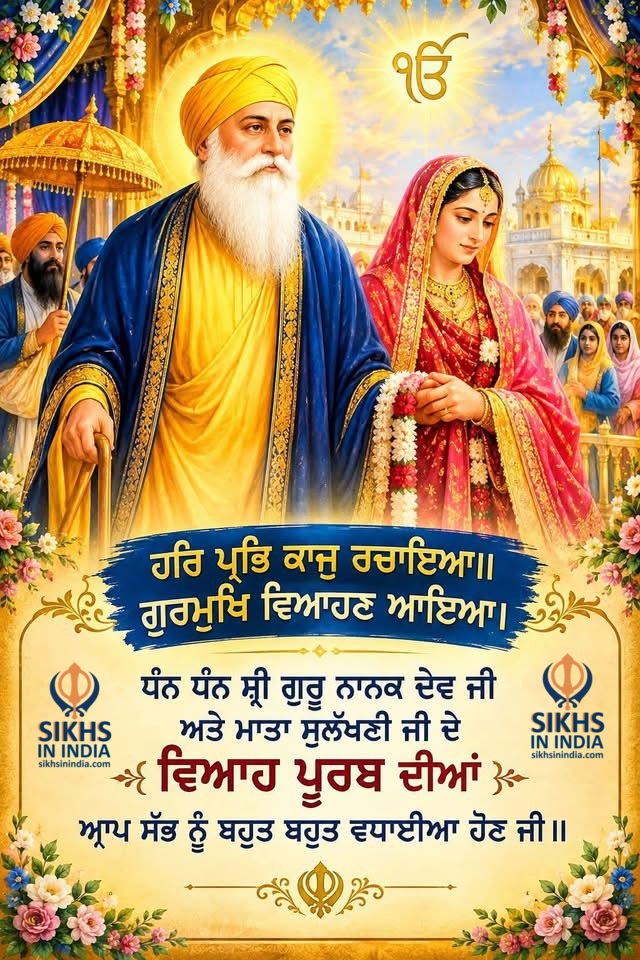 ੴ
ਹਰਿ ਪ੍ਰਭਿ ਕਾਜੁ ਰਚਾਇਆ॥
ਗੁਰਮੁਖਿ ਵਿਆਹਣ ਆਇਆ।
ਧੰਨ ਧੰਨ ਸ਼੍ਰੀ ਗੁਰੂ ਨਾਨਕ ਦੇਵ ਜੀ
ਅਤੇ ਮਾਤਾ ਸੁਲੱਖਣੀ ਜੀ ਦੇ
ਵਿਆਹ ਪੂਰਬ ਦੀਆਂ
ਆਪ ਸੱਭ ਨੂੰ ਬਹੁਤ ਬਹੁਤ ਵਧਾਈਆ ਹੋਣ ਜੀ॥
SIKHS
IN INDIA
sikhsinindia.com
SIKHS
IN INDIA
sikhsinindia.com